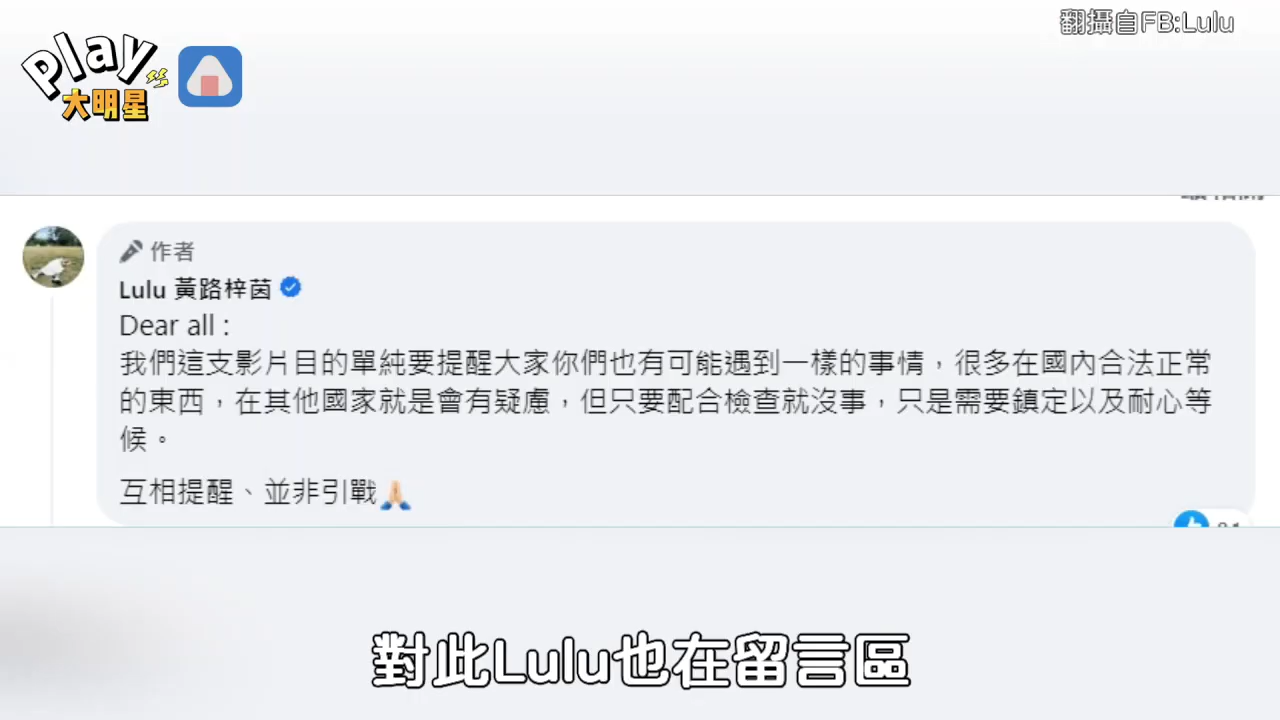 翻攝自FB:Lulu
Play
大明星
作者
Lulu 黃路梓茵
Dear all :
我們這支影片目的單純要提醒大家你們也有可能遇到一樣的事情，很多在國內合法正常
的東西，在其他國家就是會有疑慮，但只要配合檢查就沒事，只是需要鎮定以及耐心等
候。
互相提醒、並非引戰🙏
對此Lulu也在留言區